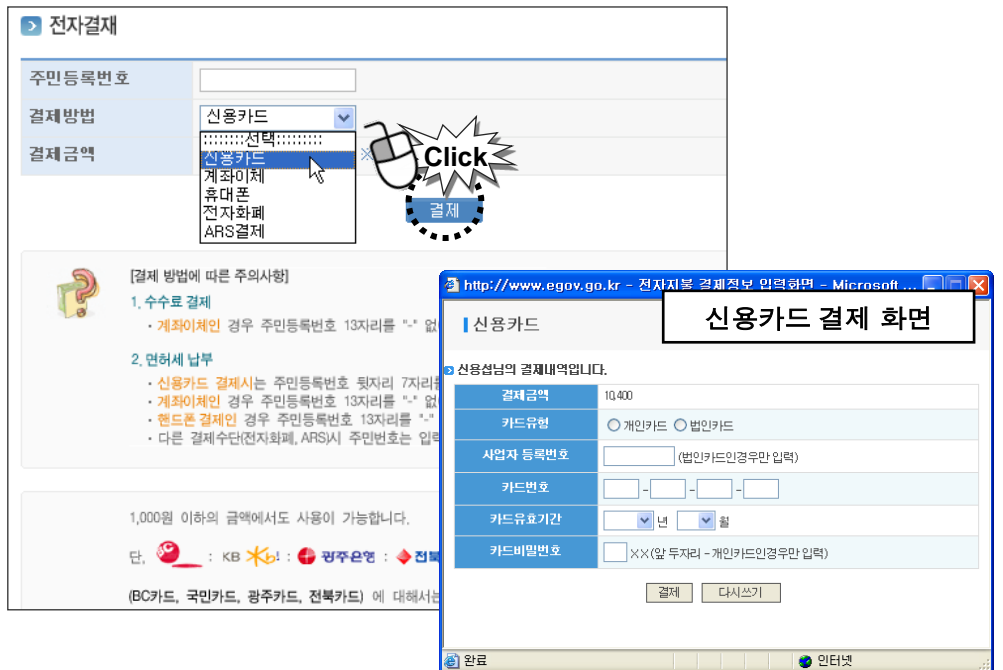 전자결재
주민등록번호
결제방법
신용카드
:::::::::선택:::::::::
신용카드
계좌이체
휴대폰
전자화폐
ARS결제
결제금액
※
Click
결제
[결제 방법에 따른 주의사항]
1. 수수료 결제
· 계좌이체인 경우 주민등록번호 13자리를 "-" 없
2. 면허세 납부
· 신용카드 결제시는 주민등록번호 뒷자리 7자리를
· 계좌이체인 경우 주민등록번호 13자리를 "-" 없
· 핸드폰 결제인 경우 주민등록번호 13자리를 "-"
· 다른 결제수단(전자화폐, ARS)시 주민번호는 입력
1,000원 이하의 금액에서도 사용이 가능합니다.
단, : KB Kb! : 광주은행 : 전북
(BC카드, 국민카드, 광주카드, 전북카드) 에 대해서는
http://www.egov.go.kr - 전자지불 결제정보 입력화면 - Microsoft ...
신용카드 결제 화면
신용카드
신용섭님의 결제내역입니다.
결제금액 10,400
카드유형 개인카드 법인카드
사업자 등록번호 (법인카드인경우만 입력)
카드번호 - - -
카드유효기간 년 월
카드비밀번호 XX(앞 두자리 - 개인카드인경우만 입력)
결제 다시쓰기
완료 인터넷